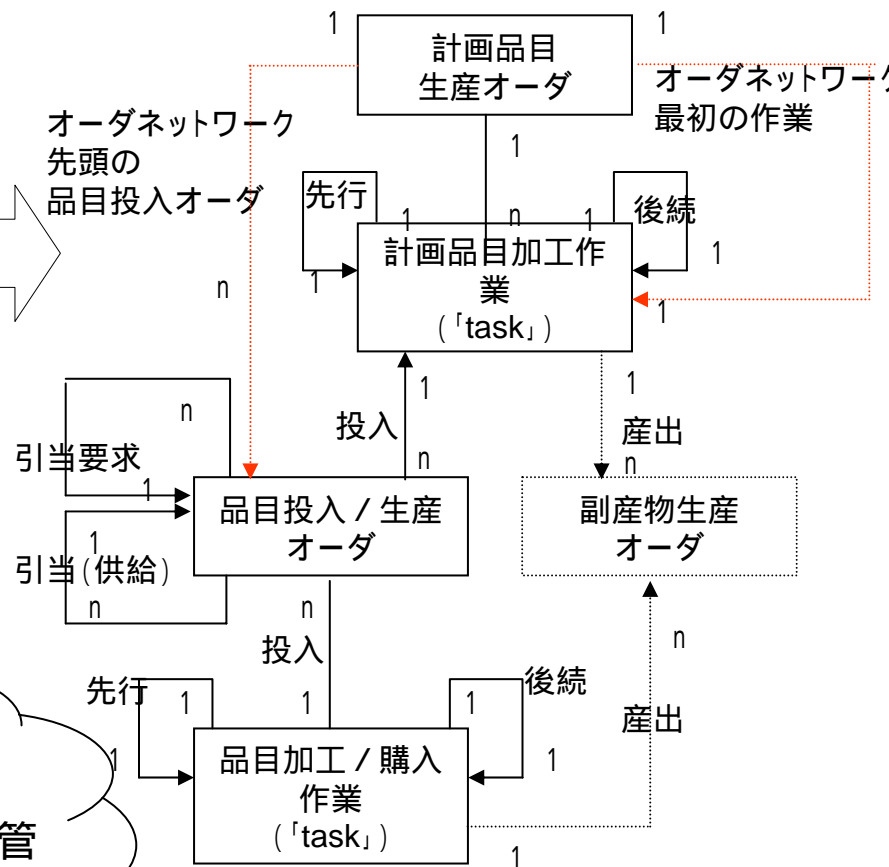 1
1
計画品目
生産オーダ
オーダネットワーク
先頭の
品目投入オーダ
オーダネットワーク
最初の作業
1
先行
1
n
1
後続
1
1
計画品目加工作
業
(「task」)
1
n
1
投入
n
1
産出
n
n
引当要求
1
品目投入 / 生産
オーダ
副産物生産
オーダ
1
引当(供給)
n
n
投入
1
n
産出
先行
1
1
後続
1
1
品目加工 / 購入
作業
(「task」)
1
管